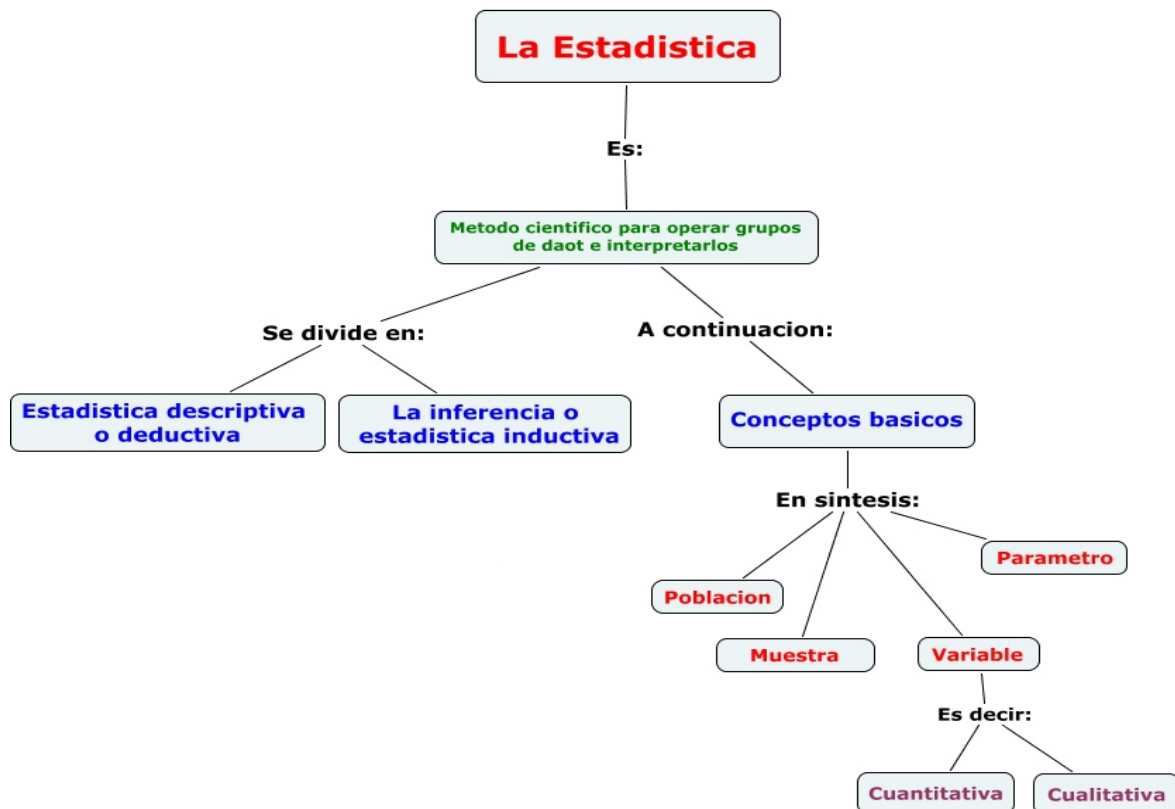 La Estadistica
Es:
Metodo cientifico para operar grupos
de daot e interpretarlos
Se divide en:
A continuacion:
Estadistica descriptiva
o deductiva
La inferencia o
estadistica inductiva
Conceptos basicos
En sintesis:
Parametro
Poblacion
Muestra
Variable
Es decir:
Cuantitativa
Cualitativa